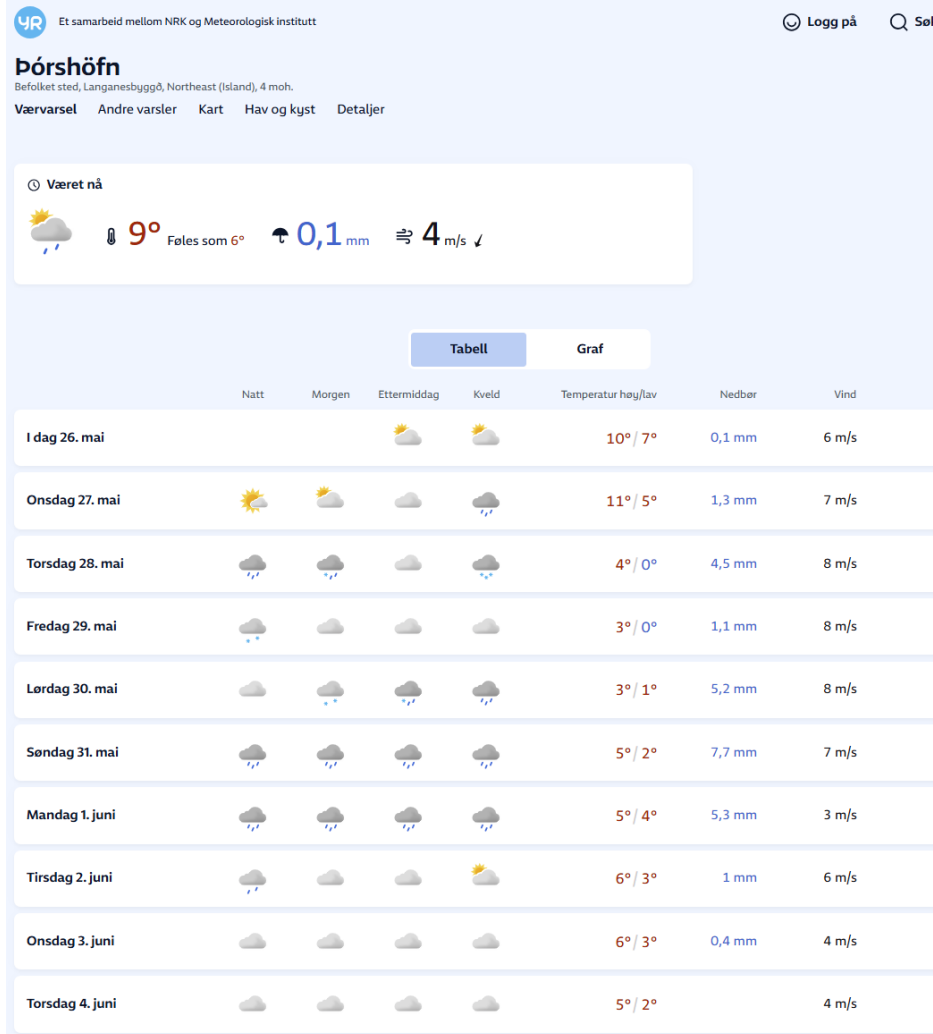 YR Et samarbeid mellom NRK og Meteorologisk institutt Logg på
Þórshöfn
Befolket sted, Langanesbyggð, Northeast (Island), 4 moh.
Værvarsel Andre varsler Kart Hav og kyst Detaljer
Været nå
9° Føles som 6° 0,1 mm 4 m/s
Tabell Graf
Natt Morgen Ettermiddag Kveld Temperatur høy/lav Nedbør Vind
I dag 26. mai 10°/7° 0,1 mm 6 m/s
Onsdag 27. mai 11°/5° 1,3 mm 7 m/s
Torsdag 28. mai 4°/0° 4,5 mm 8 m/s
Fredag 29. mai 3°/0° 1,1 mm 8 m/s
Lørdag 30. mai 3°/1° 5,2 mm 8 m/s
Søndag 31. mai 5°/2° 7,7 mm 7 m/s
Mandag 1. juni 5°/4° 5,3 mm 3 m/s
Tirsdag 2. juni 6°/3° 1 mm 6 m/s
Onsdag 3. juni 6°/3° 0,4 mm 4 m/s
Torsdag 4. juni 5°/2° 4 m/s